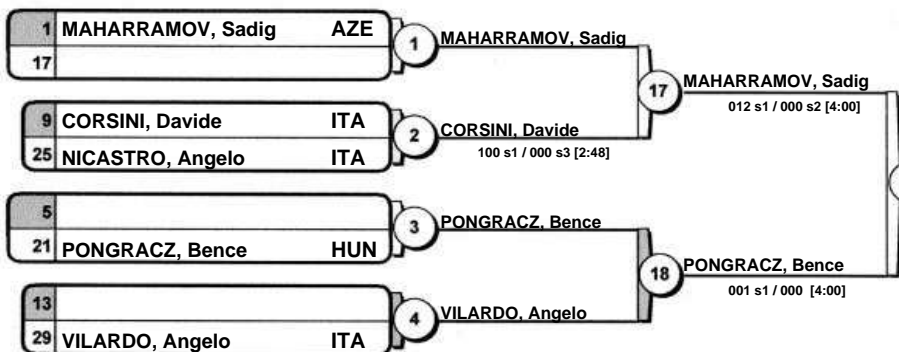 1 MAHARRAMOV, Sadig AZE
17
1
MAHARRAMOV, Sadig
9 CORSINI, Davide ITA
25 NICASTRO, Angelo ITA
2
CORSINI, Davide
100 s1 / 000 s3 [2:48]
17
MAHARRAMOV, Sadig
012 s1 / 000 s2 [4:00]
5
21 PONGRACZ, Bence HUN
3
PONGRACZ, Bence
13
29 VILARDO, Angelo ITA
4
VILARDO, Angelo
18
PONGRACZ, Bence
001 s1 / 000 [4:00]